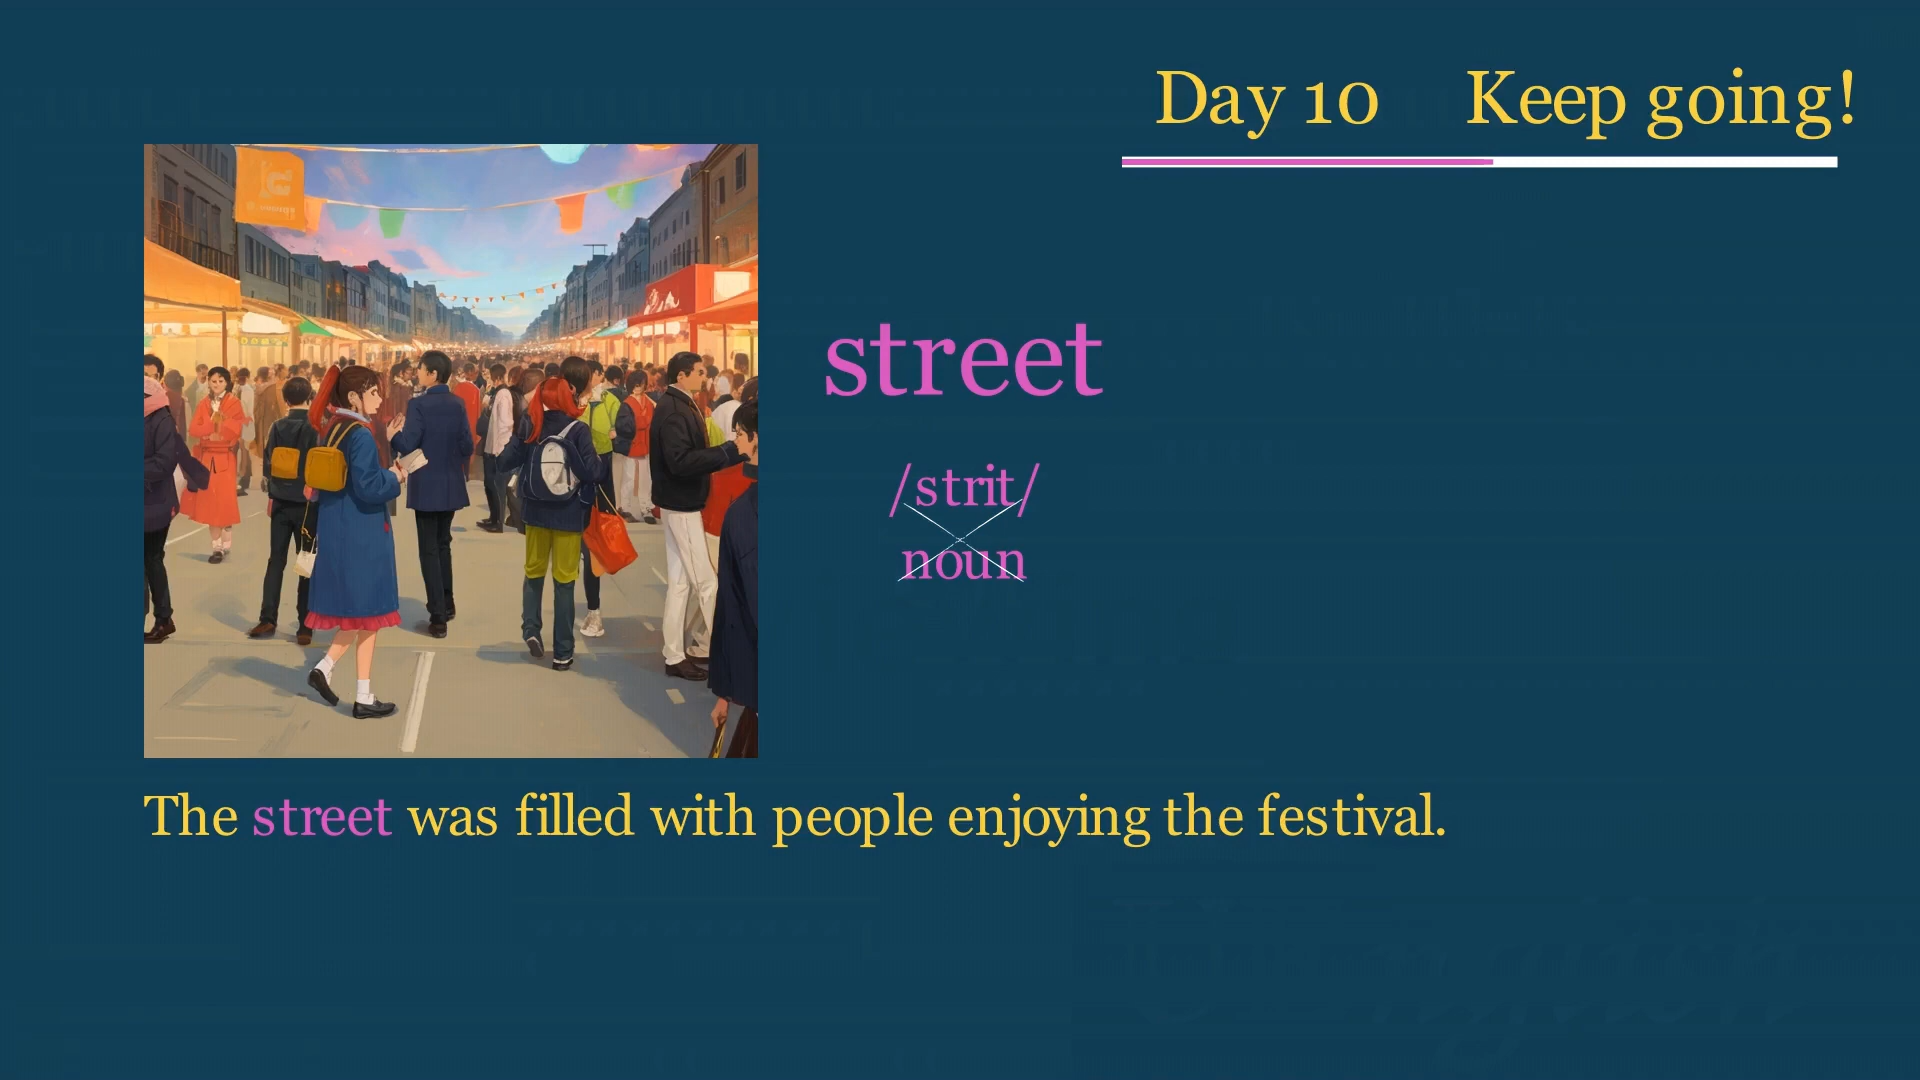 Day 10 Keep going!
street
/strit/
noun
The street was filled with people enjoying the festival.